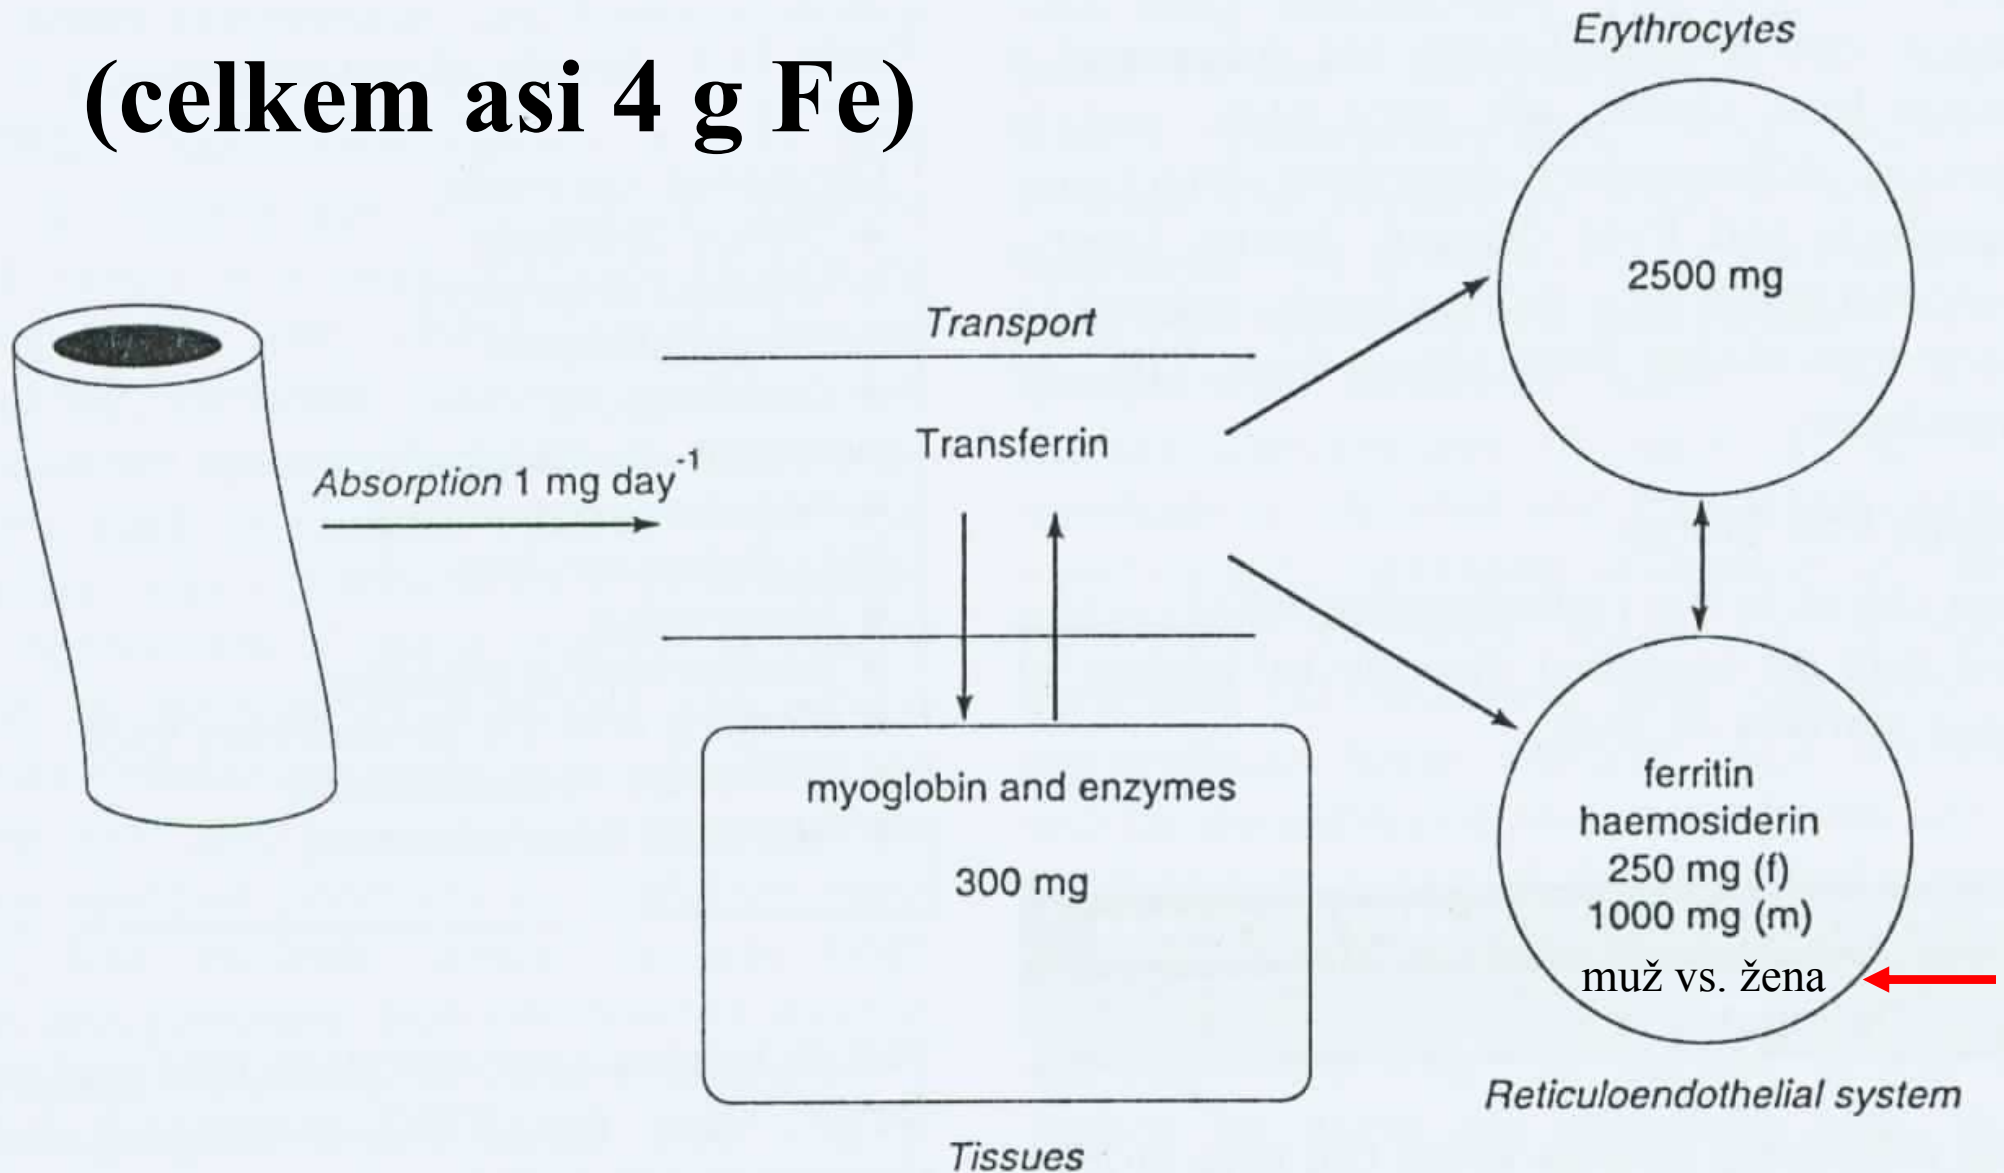 (celkem asi 4 g Fe)
Erythrocytes
2500 mg
Transport
Transferrin
Absorption 1 mg day⁻¹
myoglobin and enzymes
300 mg
Tissues
ferritin
haemosiderin
250 mg (f)
1000 mg (m)
muž vs. žena
Reticuloendothelial system